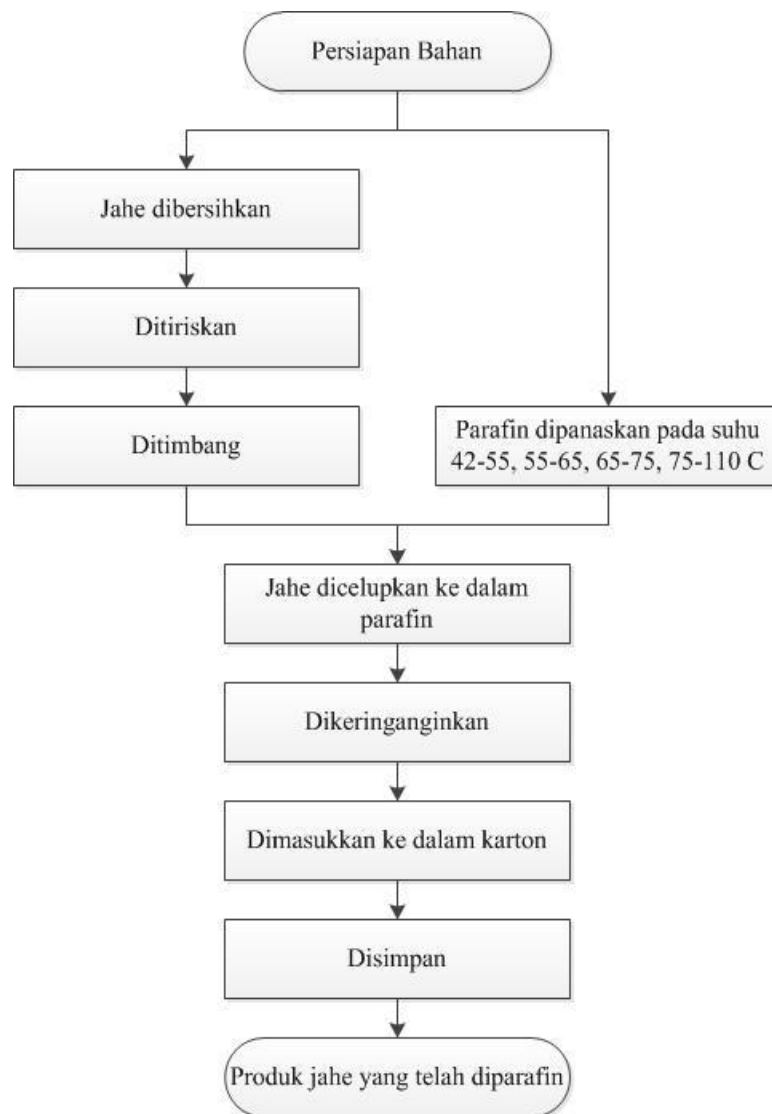 Persiapan Bahan
Jahe dibersihkan
Ditiriskan
Ditimbang
Parafin dipanaskan pada suhu
42-55, 55-65, 65-75, 75-110 C
Jahe dicelupkan ke dalam
parafin
Dikeringanginkan
Dimasukkan ke dalam karton
Disimpan
Produk jahe yang telah diparafin